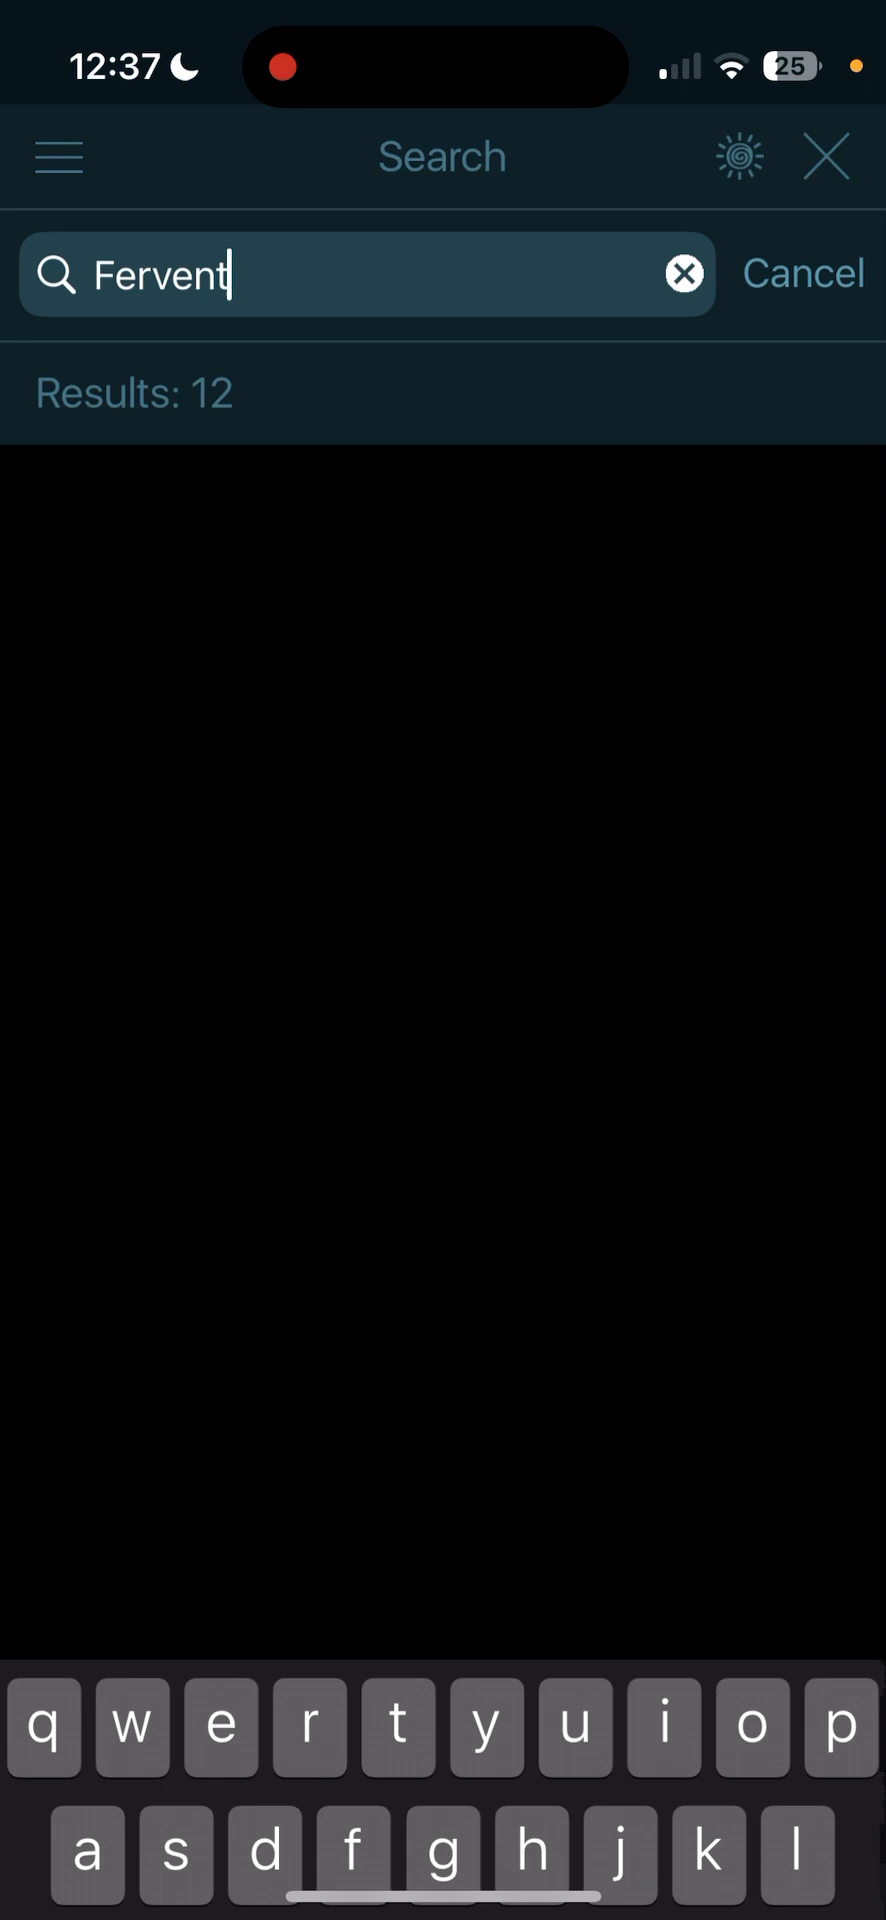 12:37
25
Search
Fervent
Cancel
Results: 12
q w e r t y u i o p
a s d f g h j k l